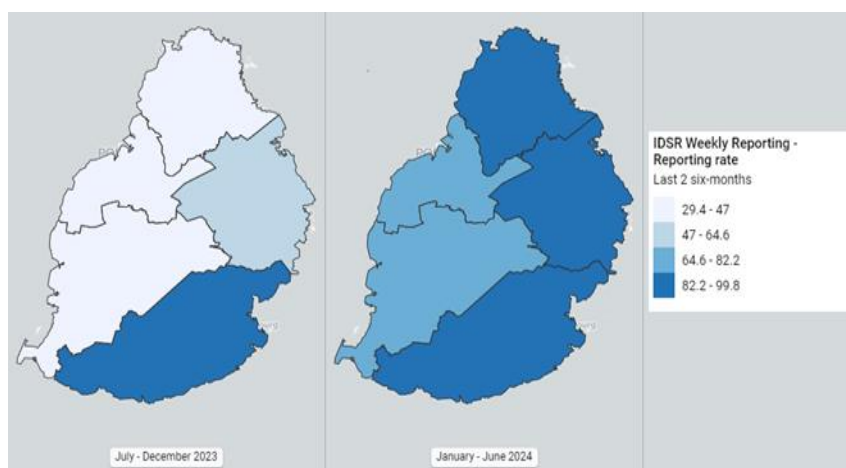 IDSR Weekly Reporting -
Reporting rate
Last 2 six-months
29.4 - 47
47 - 64.6
64.6 - 82.2
82.2 - 99.8
July - December 2023
January - June 2024